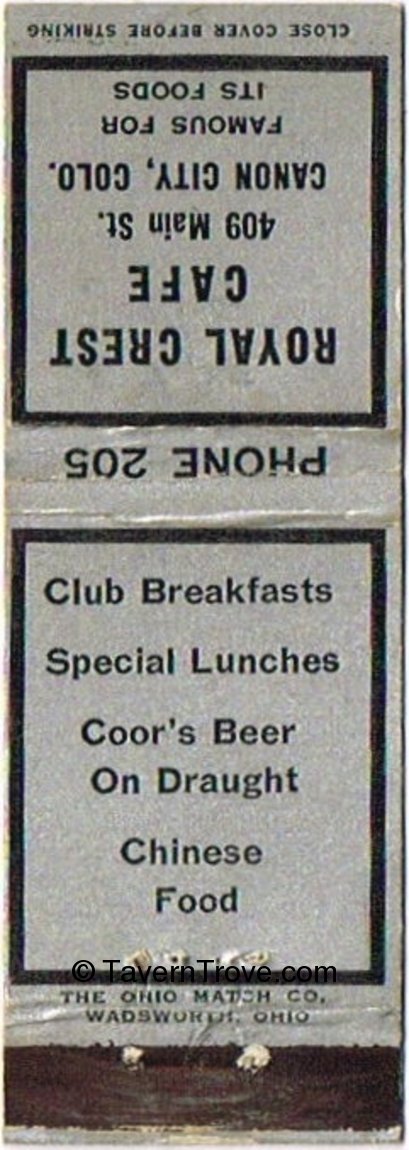 CLOSE COVER BEFORE STRIKING
ROYAL CREST
CAFE
409 Main St.
CANON CITY, COLO.
FAMOUS FOR
ITS FOODS
PHONE 205
Club Breakfasts
Special Lunches
Coor's Beer
On Draught
Chinese
Food
© TavernTrove.com
THE OHIO MATCH CO.
WADSWORTH, OHIO